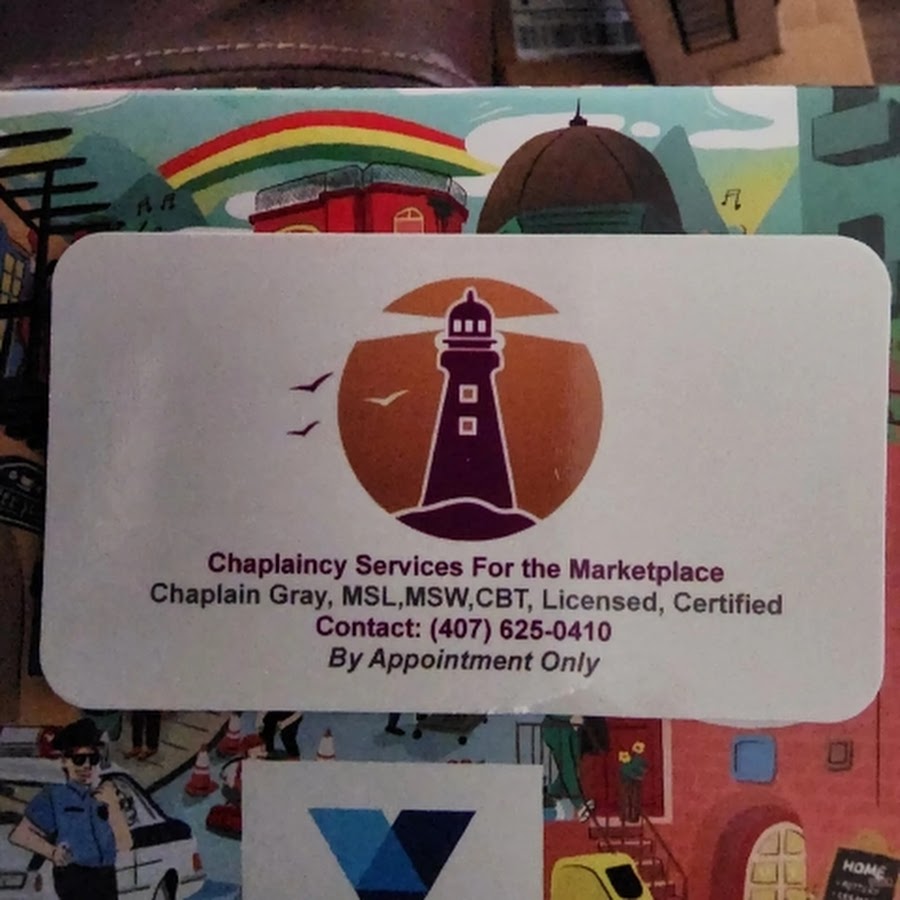 Chaplaincy Services For the Marketplace
Chaplain Gray, MSL,MSW,CBT, Licensed, Certified
Contact: (407) 625-0410
By Appointment Only
HOME